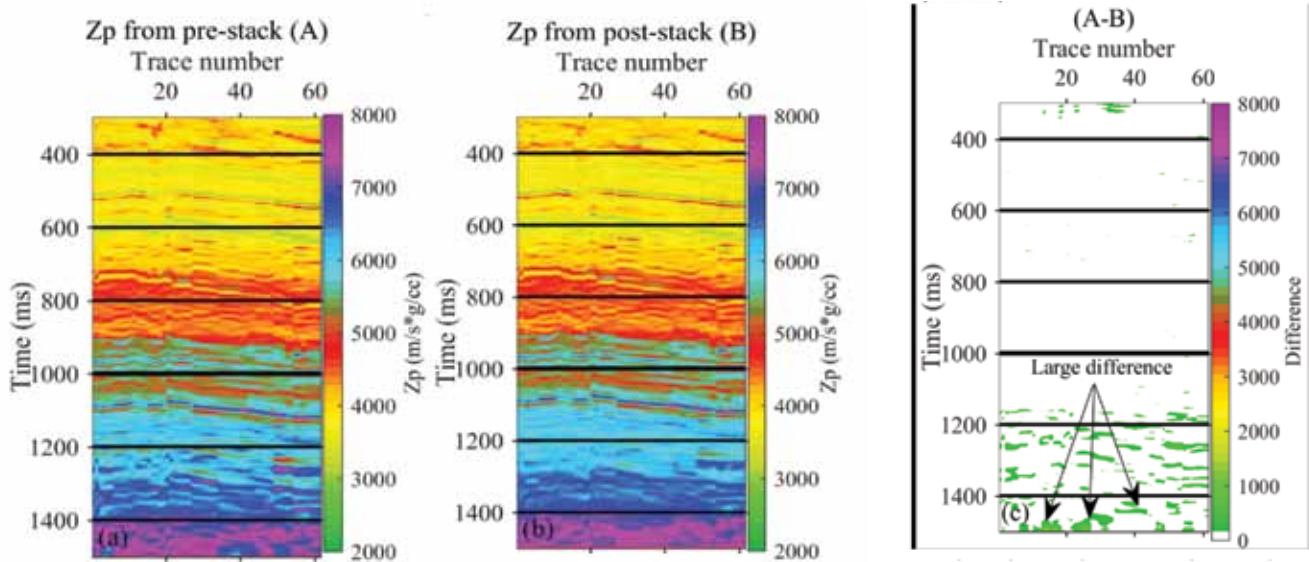 Zp from pre-stack (A)
Trace number
20 40 60
400
600
800
1000
1200
1400
Time (ms)
(a)
8000
7000
6000
5000
4000
3000
2000
Zp (m/s*g/cc)
Zp from post-stack (B)
Trace number
20 40 60
400
600
800
1000
1200
1400
Time (ms)
(b)
8000
7000
6000
5000
4000
3000
2000
Zp (m/s*g/cc)
(A-B)
Trace number
20 40 60
400
600
800
1000
1200
1400
Time (ms)
Large difference
(c)
8000
7000
6000
5000
4000
3000
2000
1000
0
Difference